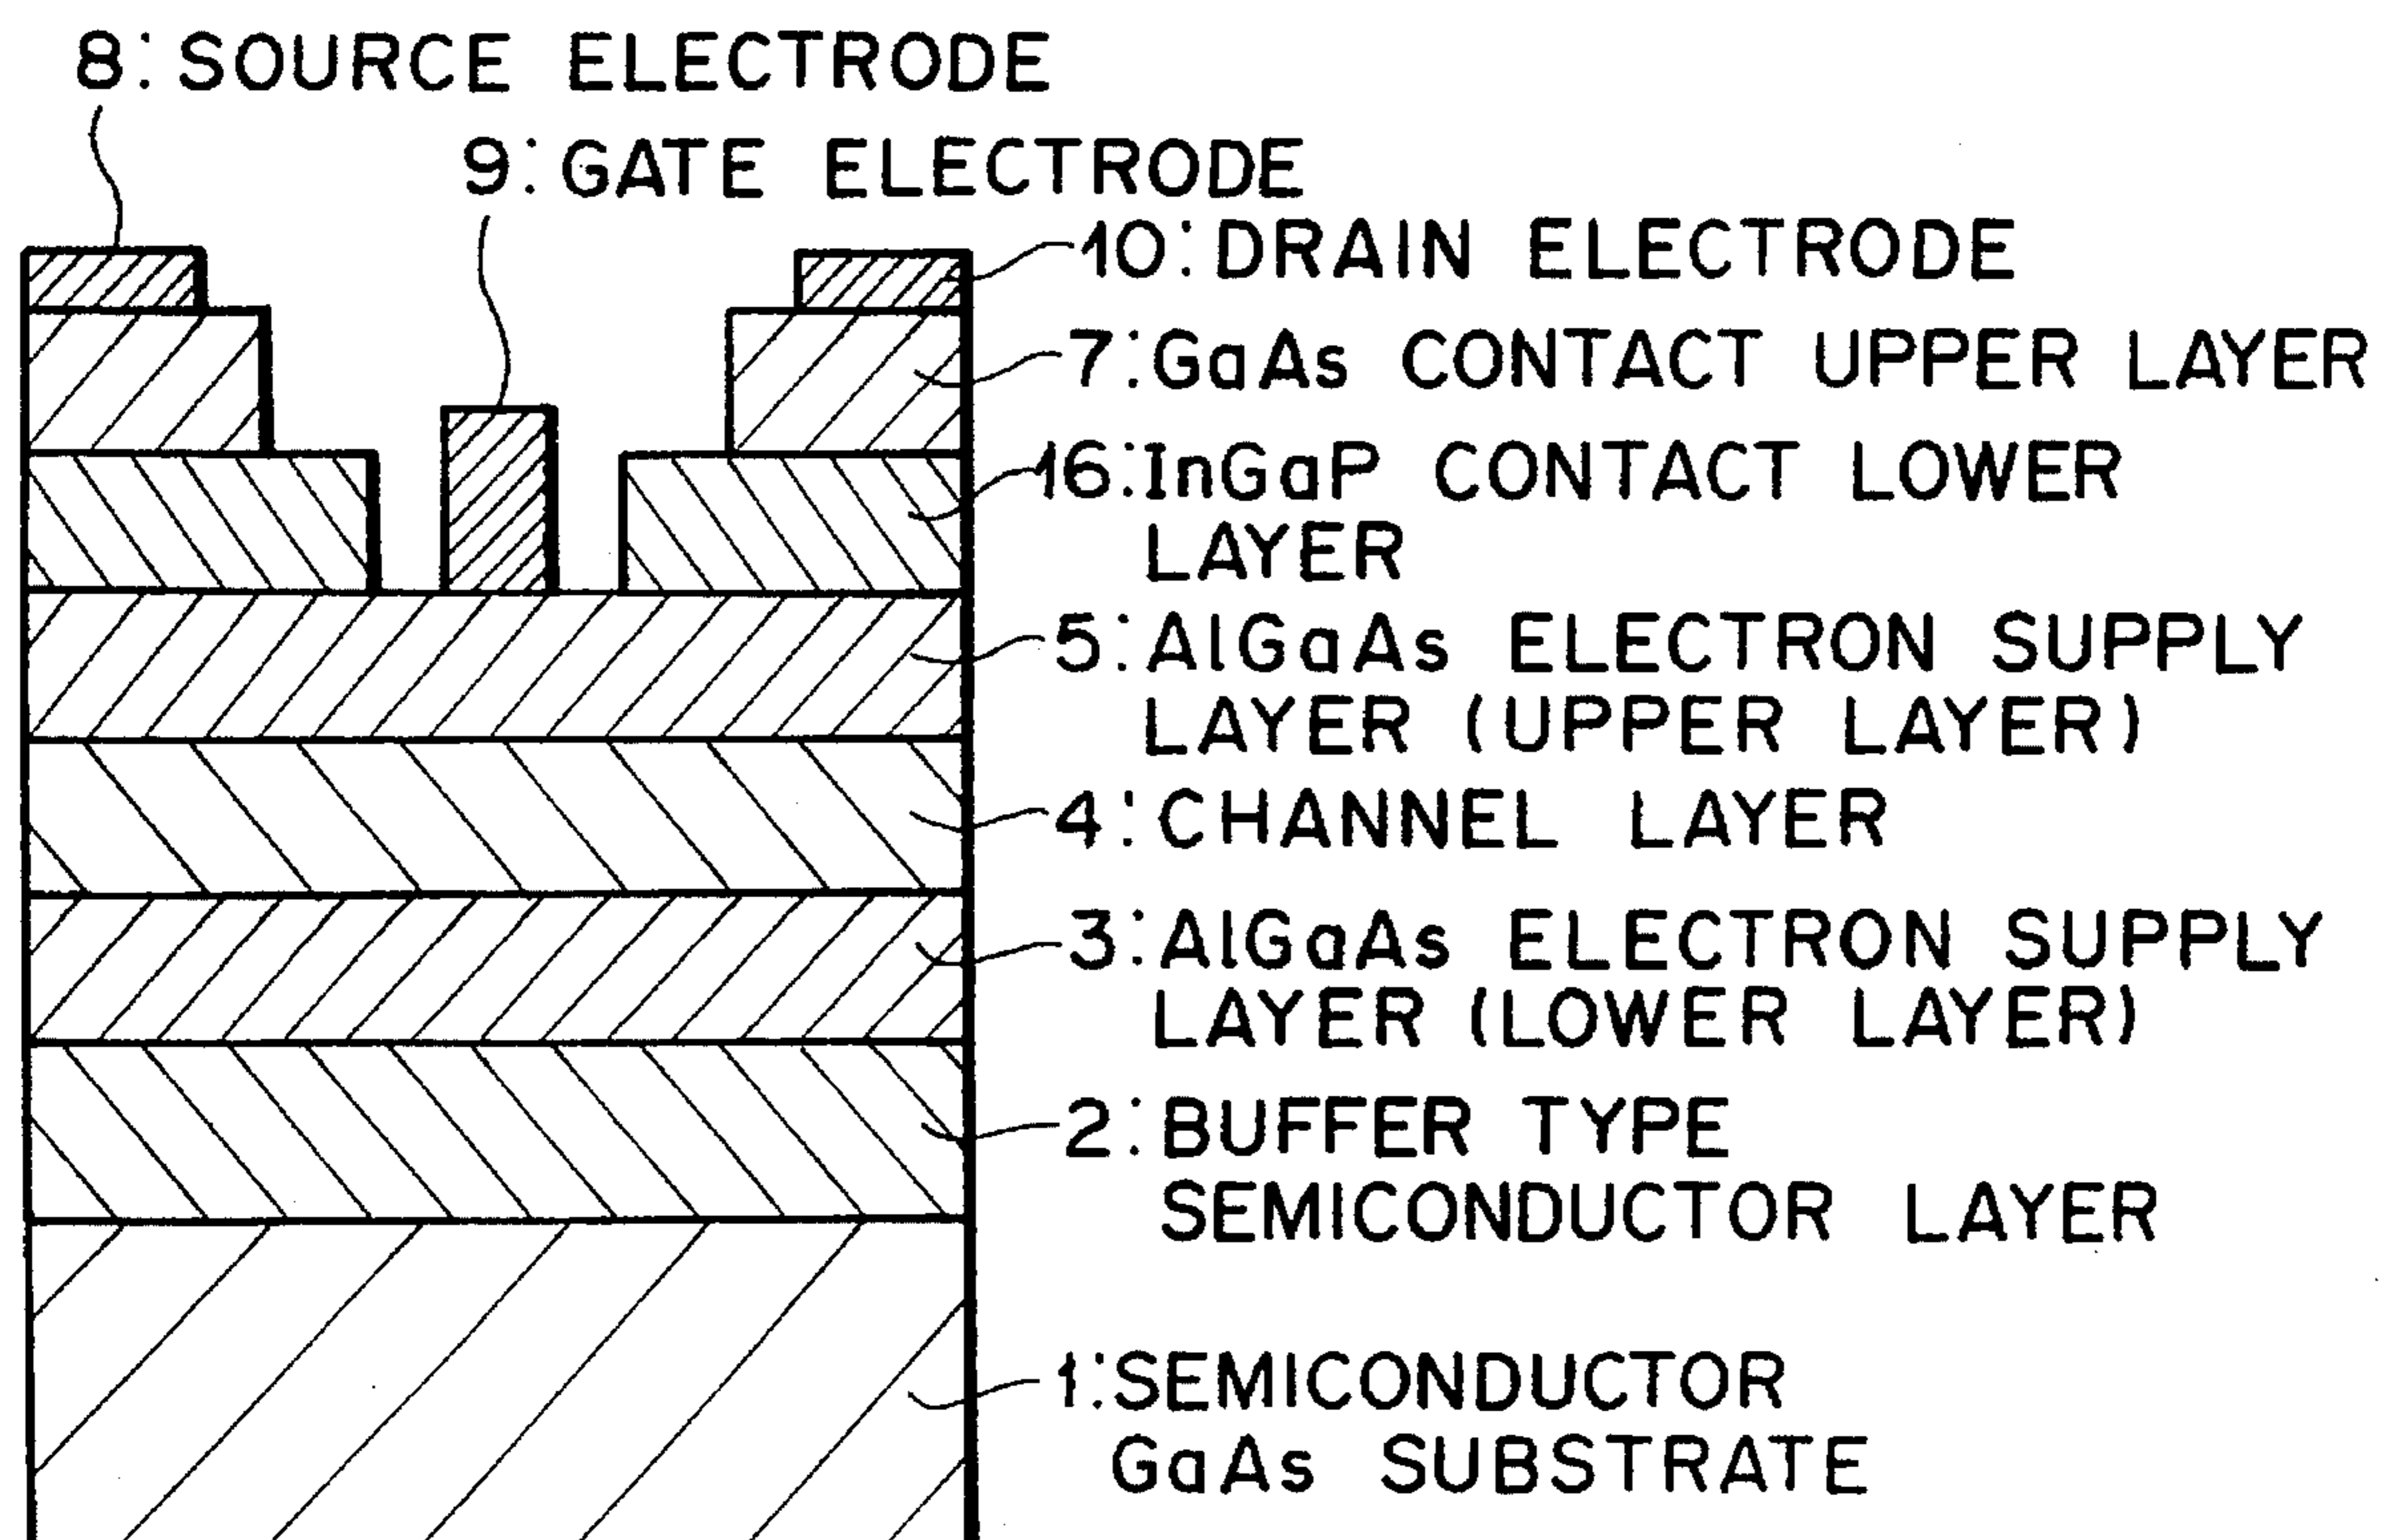 8: SOURCE ELECTRODE
9: GATE ELECTRODE
10: DRAIN ELECTRODE
7: GaAs CONTACT UPPER LAYER
16: InGaP CONTACT LOWER
LAYER
5: AlGaAs ELECTRON SUPPLY
LAYER (UPPER LAYER)
4: CHANNEL LAYER
3: AlGaAs ELECTRON SUPPLY
LAYER (LOWER LAYER)
2: BUFFER TYPE
SEMICONDUCTOR LAYER
1: SEMICONDUCTOR
GaAs SUBSTRATE